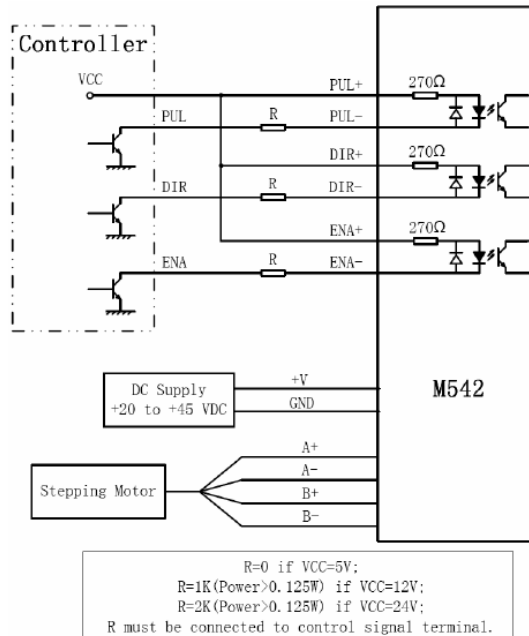 Controller
VCC
PUL+
270Ω
PUL
R
PUL-
DIR+
270Ω
DIR
R
DIR-
ENA+
270Ω
ENA
R
ENA-
DC Supply
+20 to +45 VDC
+V
GND
M542
Stepping Motor
A+
A-
B+
B-
R=0 if VCC=5V;
R=1K(Power>0.125W) if VCC=12V;
R=2K(Power>0.125W) if VCC=24V;
R must be connected to control signal terminal.